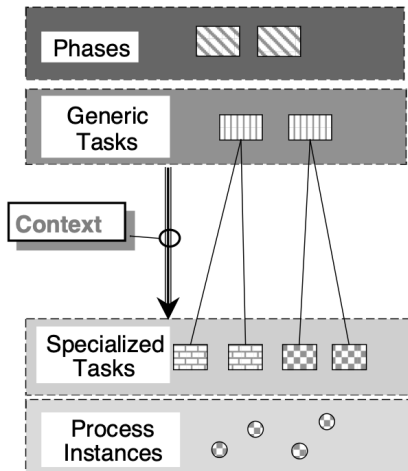 Phases
Generic
Tasks
Context
Specialized
Tasks
Process
Instances